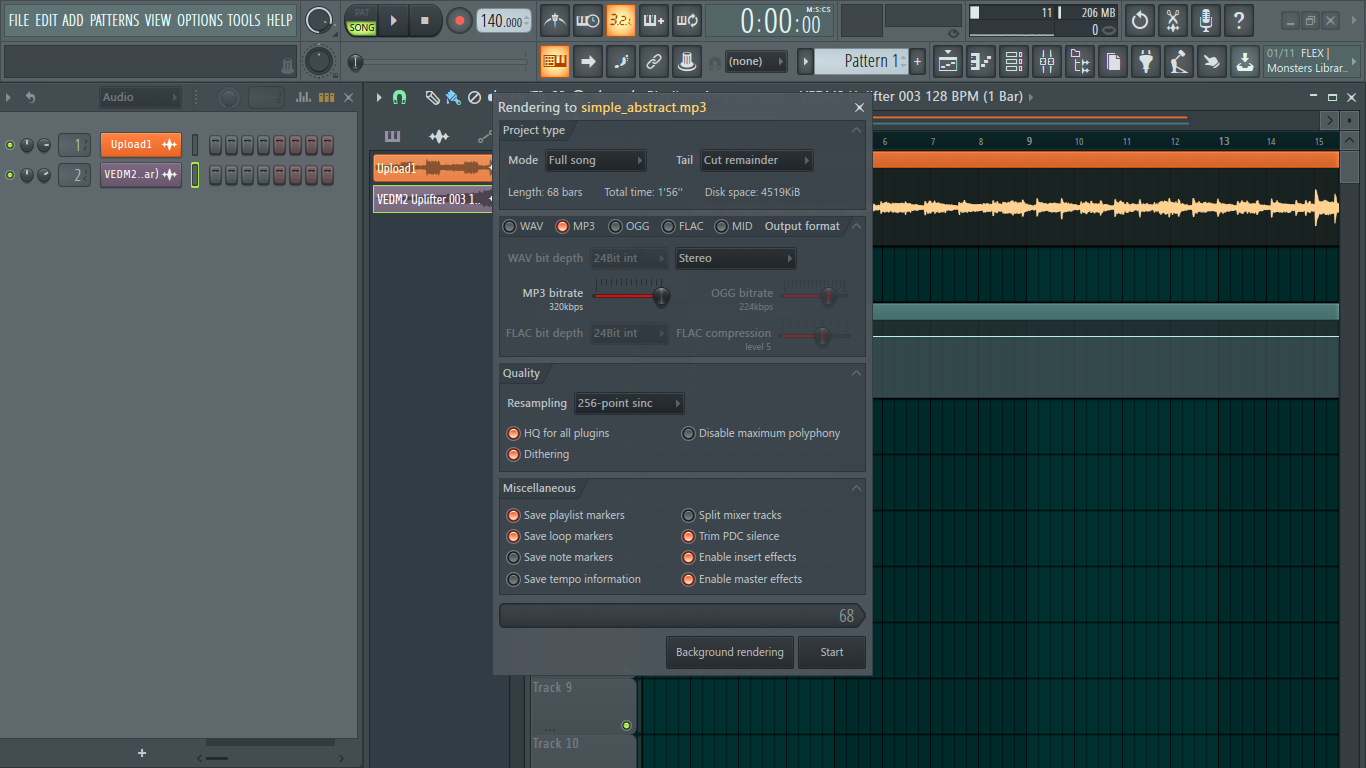 FILE EDIT ADD PATTERNS VIEW OPTIONS TOOLS HELP
PAT
SONG
140.000
3.2.
0:00:00
M:S:CS
11
206 MB
0
(none)
Pattern 1
01/11 FLEX |
Monsters Librar..
Audio
UPlifter 003 128 BPM (1 Bar)
Rendering to simple_abstract.mp3
Project type
Mode Full song Tail Cut remainder
Length: 68 bars Total time: 1'56" Disk space: 4519KiB
WAV MP3 OGG FLAC MID Output format
WAV bit depth 24Bit int Stereo
MP3 bitrate OGG bitrate
320kbps 224kbps
FLAC bit depth 24Bit int FLAC compression
level 5
Quality
Resampling 256-point sinc
HQ for all plugins Disable maximum polyphony
Dithering
Miscellaneous
Save playlist markers Split mixer tracks
Save loop markers Trim PDC silence
Save note markers Enable insert effects
Save tempo information Enable master effects
68
Background rendering Start
1 Upload1
2 VEDM2..ar)
Upload1
VEDM2 Uplifter 003 1..
6 7 8 9 10 11 12 13 14 15
Track 9
...
Track 10